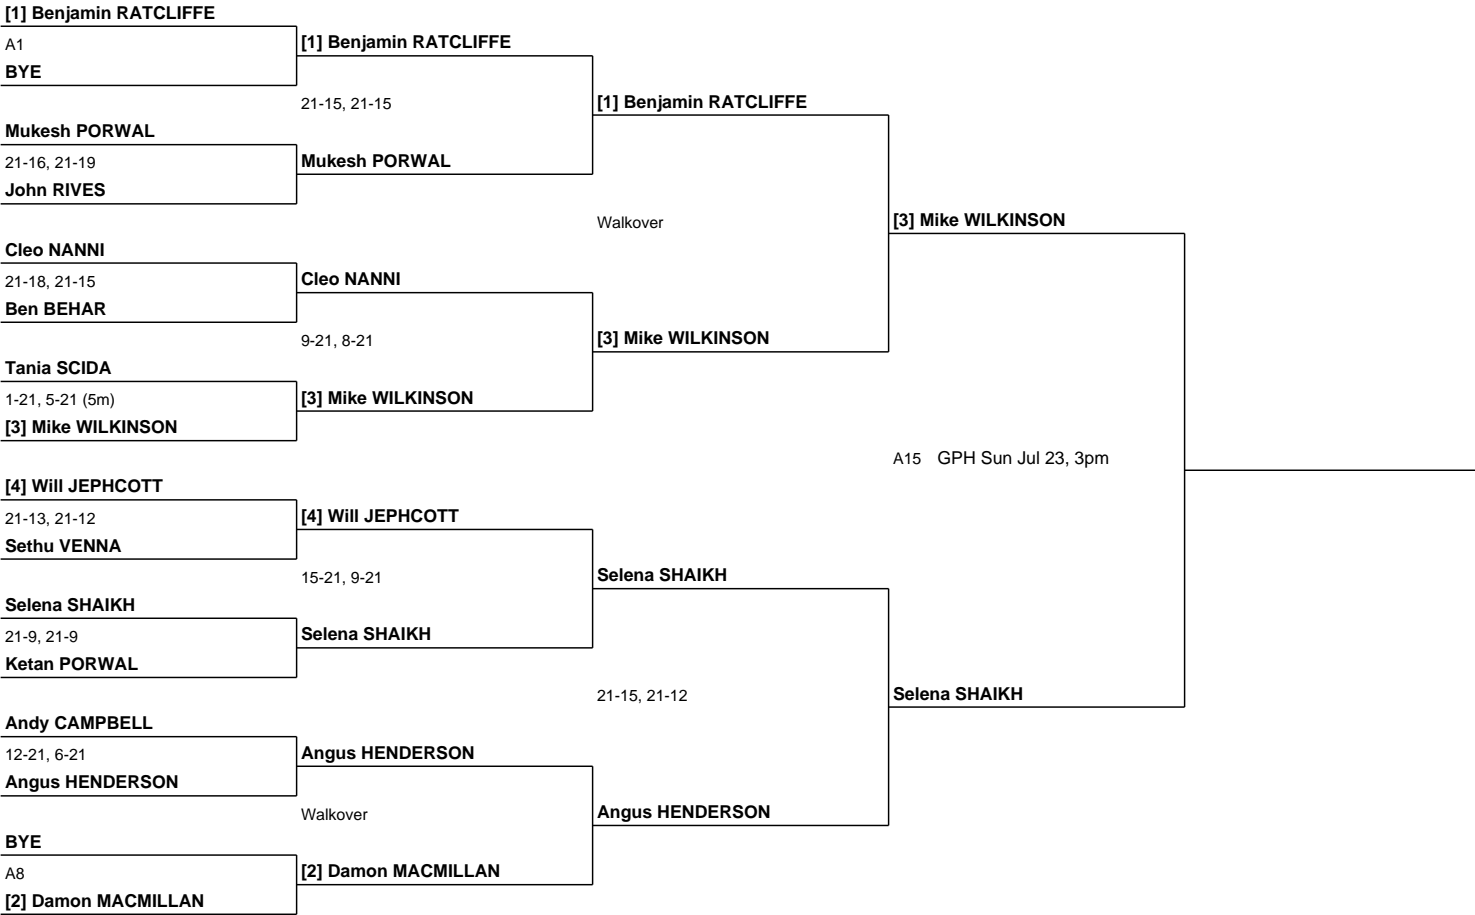 [1] Benjamin RATCLIFFE
A1
BYE
Mukesh PORWAL
21-16, 21-19
John RIVES
Cleo NANNI
21-18, 21-15
Ben BEHAR
Tania SCIDA
1-21, 5-21 (5m)
[3] Mike WILKINSON
[4] Will JEPHCOTT
21-13, 21-12
Sethu VENNA
Selena SHAIKH
21-9, 21-9
Ketan PORWAL
Andy CAMPBELL
12-21, 6-21
Angus HENDERSON
BYE
A8
[2] Damon MACMILLAN
[1] Benjamin RATCLIFFE
21-15, 21-15
Mukesh PORWAL
Cleo NANNI
9-21, 8-21
[3] Mike WILKINSON
[4] Will JEPHCOTT
15-21, 9-21
Selena SHAIKH
Angus HENDERSON
Walkover
[2] Damon MACMILLAN
[1] Benjamin RATCLIFFE
Walkover
[3] Mike WILKINSON
Selena SHAIKH
21-15, 21-12
Angus HENDERSON
[3] Mike WILKINSON
A15 GPH Sun Jul 23, 3pm
Selena SHAIKH